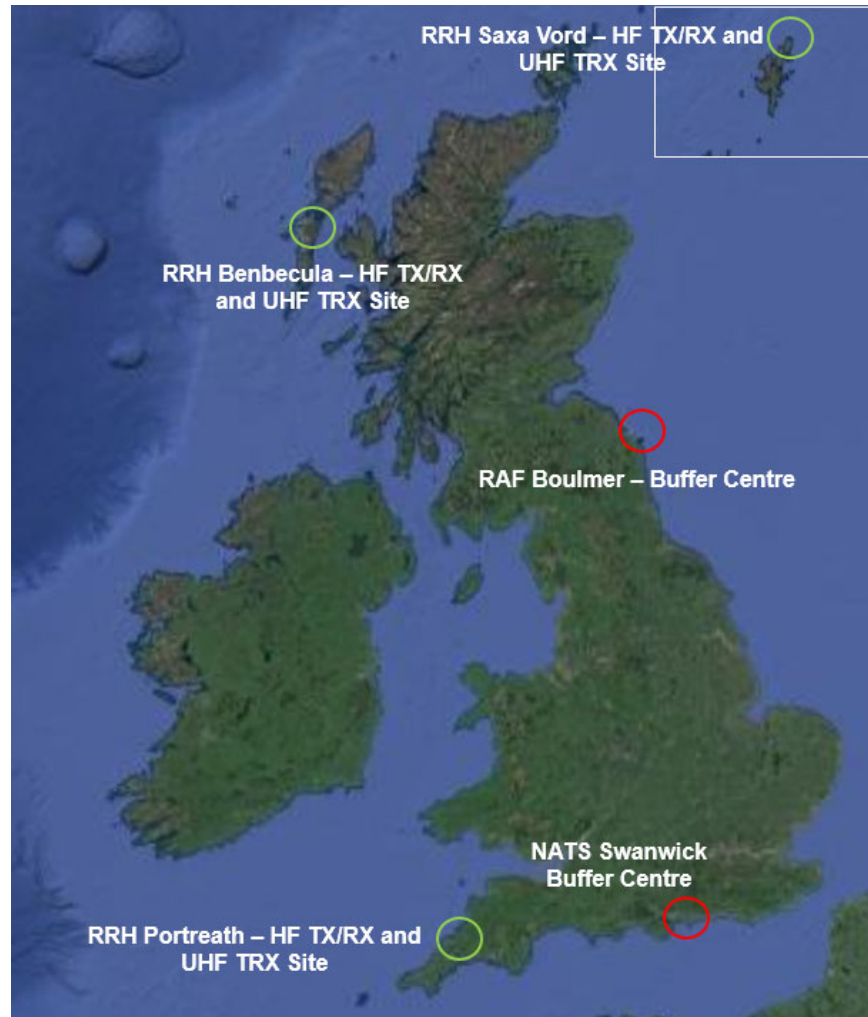 RRH Saxa Vord – HF TX/RX and
UHF TRX Site
RRH Benbecula – HF TX/RX
and UHF TRX Site
RAF Boulmer – Buffer Centre
NATS Swanwick
Buffer Centre
RRH Portreath – HF TX/RX and
UHF TRX Site